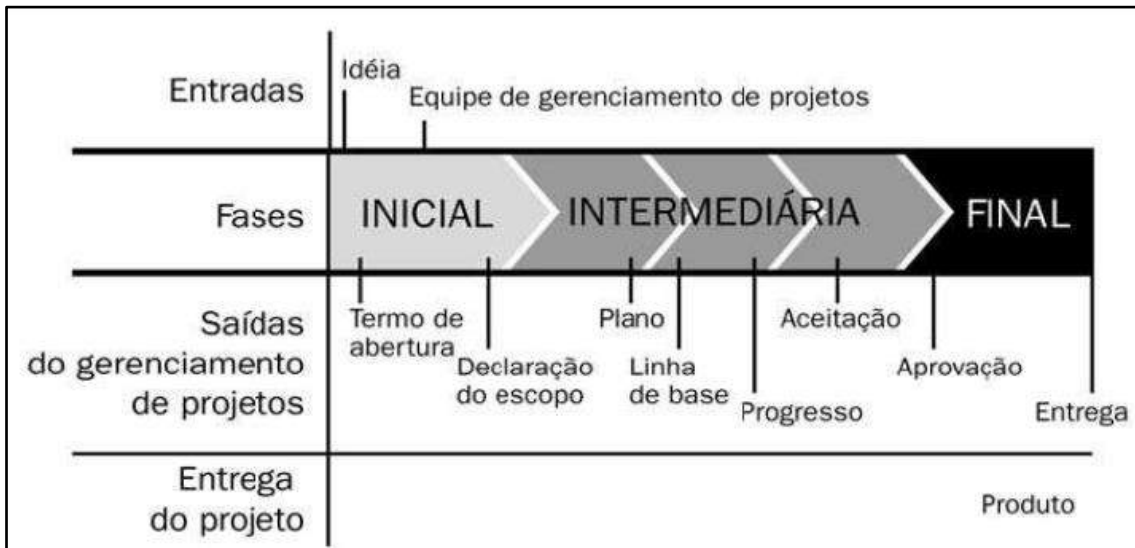 Entradas
Idéia
Equipe de gerenciamento de projetos
Fases
INICIAL
INTERMEDIÁRIA
FINAL
Saídas
do gerenciamento
de projetos
Termo de
abertura
Declaração
do escopo
Plano
Linha
de base
Progresso
Aceitação
Aprovação
Entrega
Entrega
do projeto
Produto